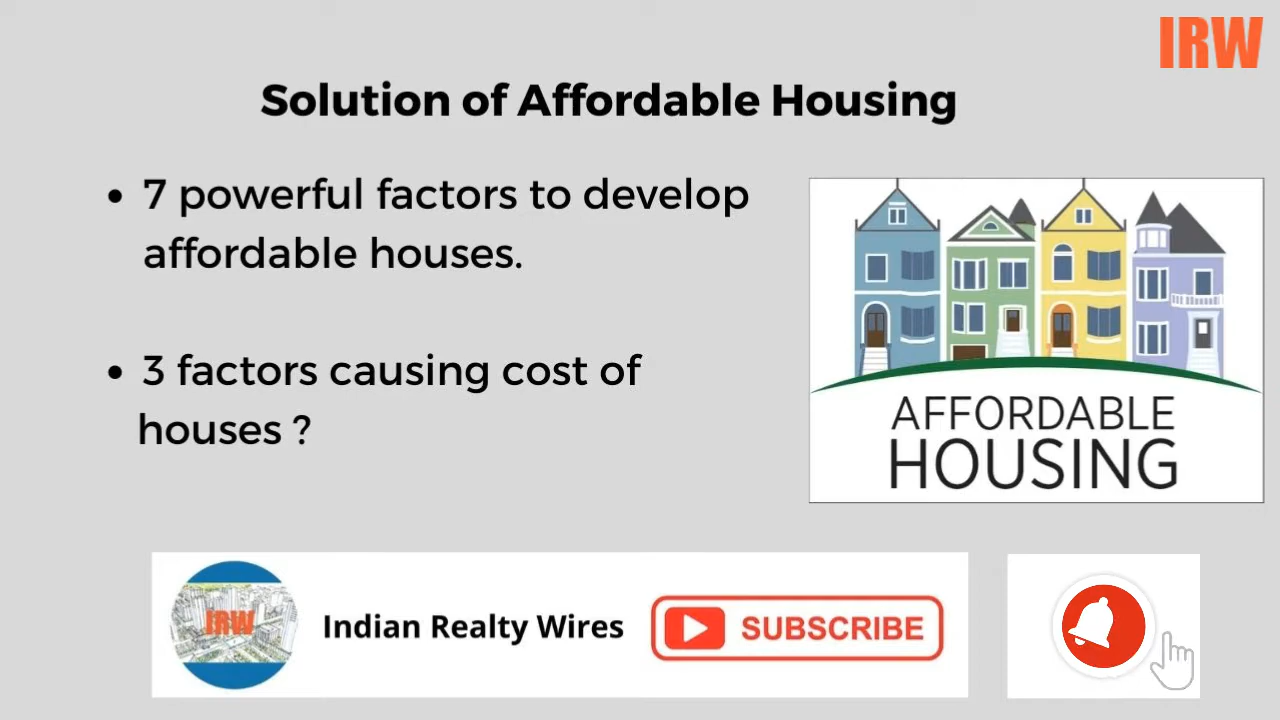 IRW
Solution of Affordable Housing
• 7 powerful factors to develop
affordable houses.
• 3 factors causing cost of
houses ?
AFFORDABLE
HOUSING
IRW
Indian Realty Wires
SUBSCRIBE